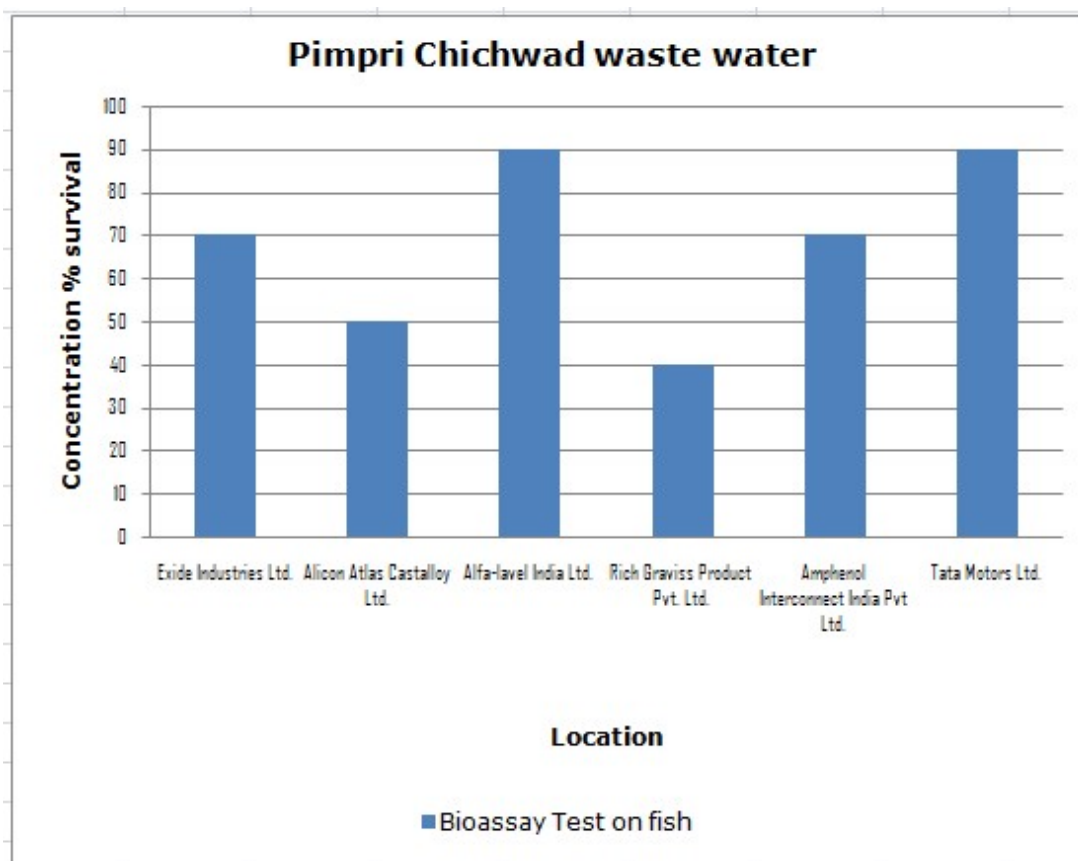 Pimpri Chichwad waste water
Concentration % survival
100
90
80
70
60
50
40
30
20
10
0
Exide Industries Ltd.
Alicon Atlas Castalloy
Ltd.
Alfa-lavel India Ltd.
Rich Graviss Product
Pvt. Ltd.
Amphenol
Interconnect India Pvt
Ltd.
Tata Motors Ltd.
Location
Bioassay Test on fish